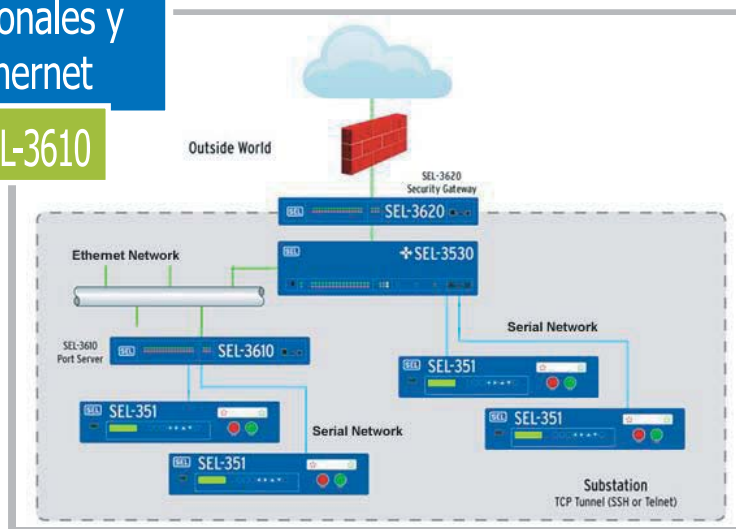 onales y
hernet
L-3610
Outside World
SEL-3620
Security Gateway
SEL SEL-3620
SEL SEL-3530
Ethernet Network
SEL-3610
Port Server
SEL SEL-3610
Serial Network
SEL SEL-351
SEL SEL-351
SEL SEL-351
Serial Network
SEL SEL-351
Substation
TCP Tunnel (SSH or Telnet)